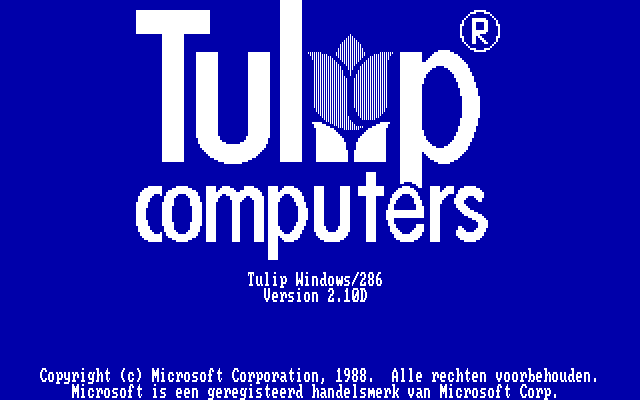 Tulip®
computers
Tulip Windows/286
Version 2.10D
Copyright (c) Microsoft Corporation, 1988.  Alle rechten voorbehouden.
Microsoft is een geregisteerd handelsmerk van Microsoft Corp.